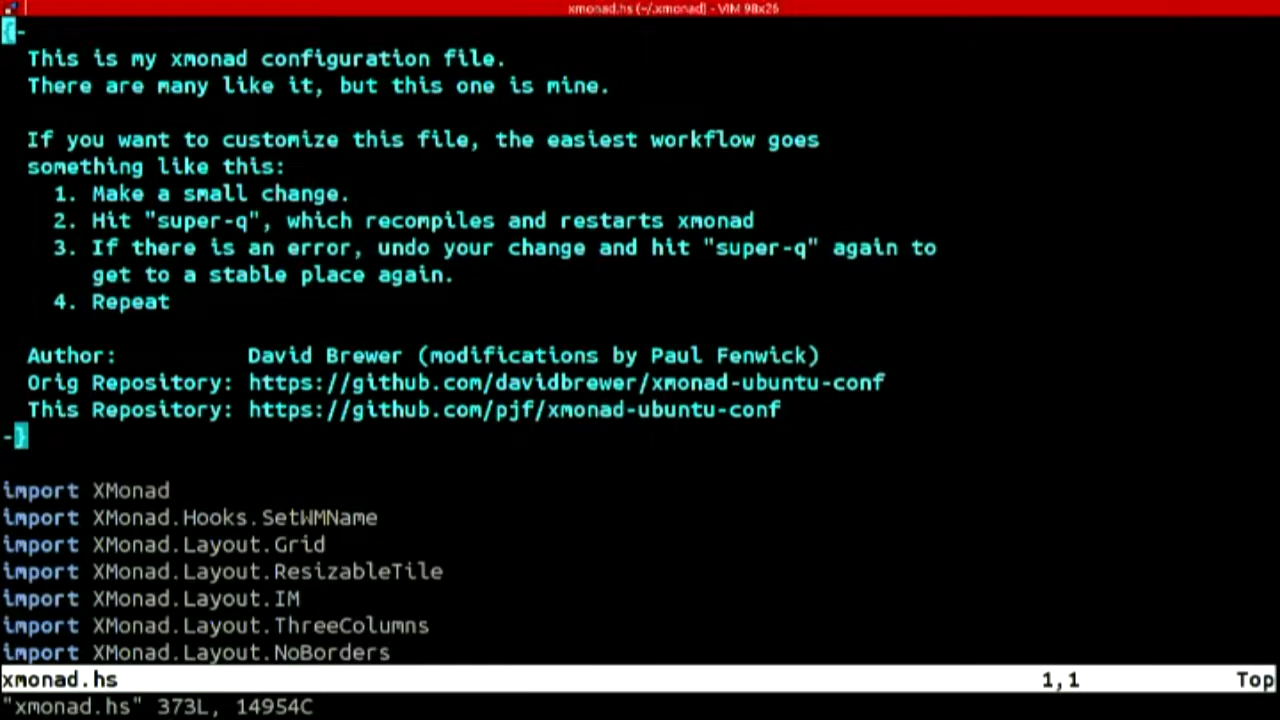 xmonad.hs (~/.xmonad) - VIM 98x26
{-
This is my xmonad configuration file.
There are many like it, but this one is mine.
If you want to customize this file, the easiest workflow goes
something like this:
1. Make a small change.
2. Hit "super-q", which recompiles and restarts xmonad
3. If there is an error, undo your change and hit "super-q" again to
get to a stable place again.
4. Repeat
Author: David Brewer (modifications by Paul Fenwick)
Orig Repository: https://github.com/davidbrewer/xmonad-ubuntu-conf
This Repository: https://github.com/pjf/xmonad-ubuntu-conf
-}
import XMonad
import XMonad.Hooks.SetWMName
import XMonad.Layout.Grid
import XMonad.Layout.ResizableTile
import XMonad.Layout.IM
import XMonad.Layout.ThreeColumns
import XMonad.Layout.NoBorders
xmonad.hs 1,1 Top
"xmonad.hs" 373L, 14954C